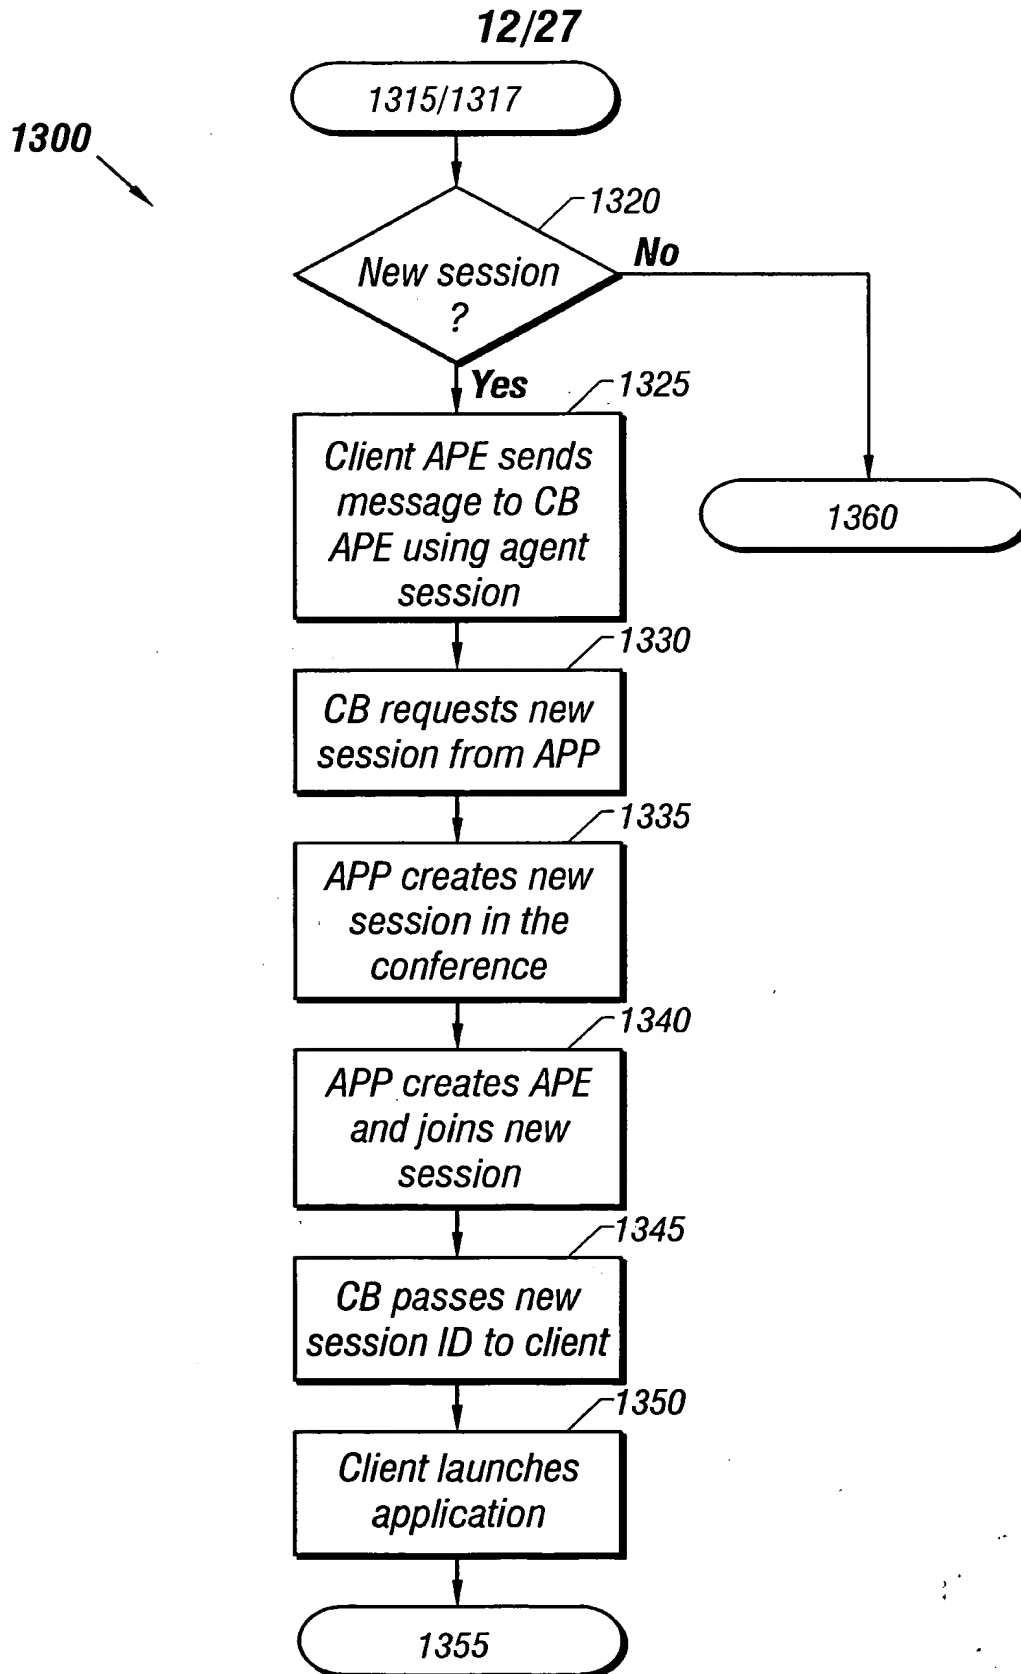 12/27
1315/1317
1300
1320
New session
?
No
Yes
1325
Client APE sends
message to CB
APE using agent
session
1360
1330
CB requests new
session from APP
1335
APP creates new
session in the
conference
1340
APP creates APE
and joins new
session
1345
CB passes new
session ID to client
1350
Client launches
application
1355